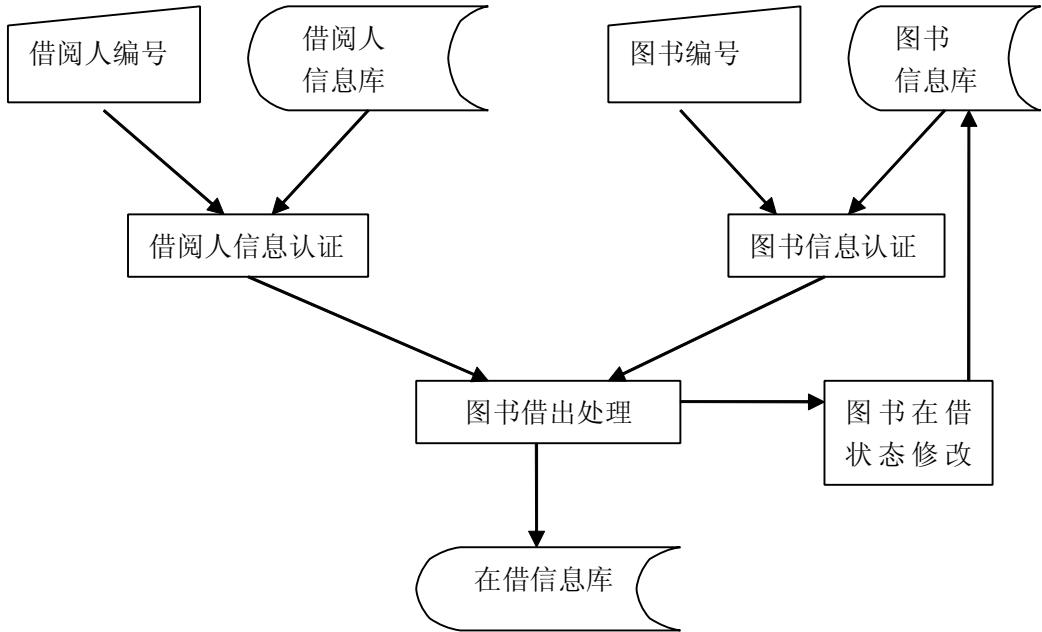 借阅人编号
借阅人
信息库
图书编号
图书
信息库
借阅人信息认证
图书信息认证
图书借出处理
图书在借
状态修改
在借信息库